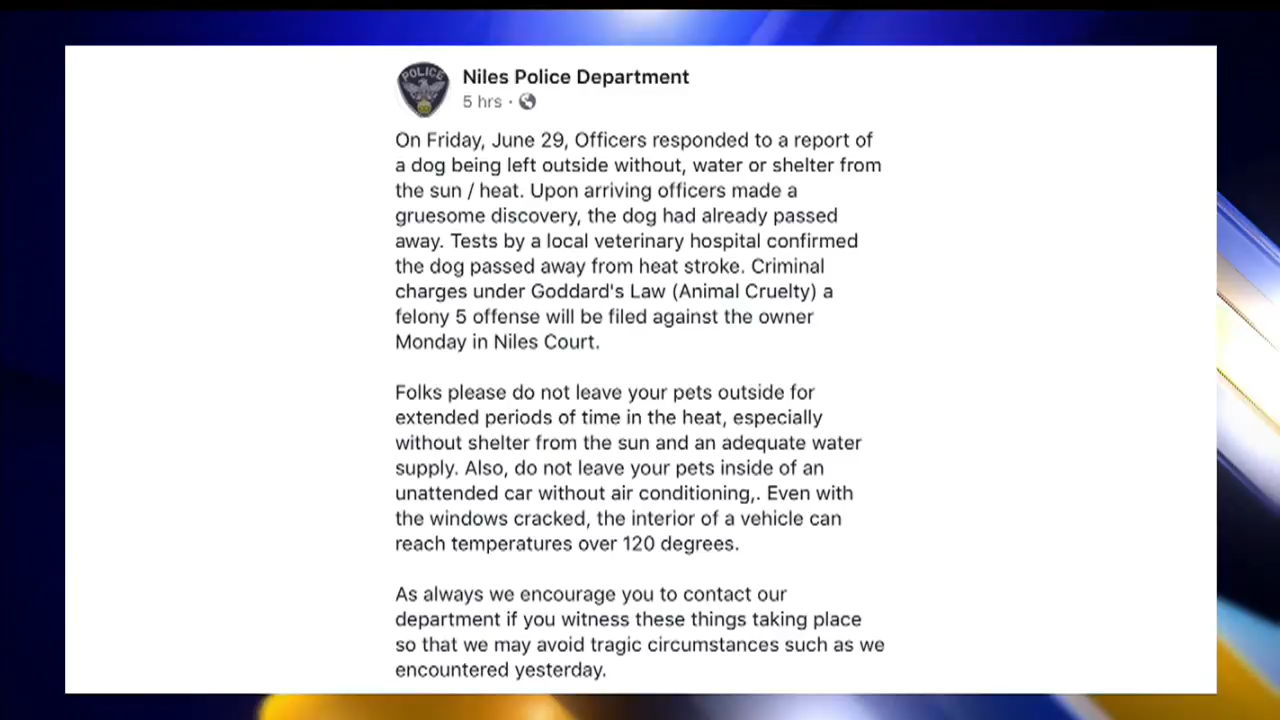 POLICE
Niles Police Department
5 hrs ·
On Friday, June 29, Officers responded to a report of
a dog being left outside without, water or shelter from
the sun / heat. Upon arriving officers made a
gruesome discovery, the dog had already passed
away. Tests by a local veterinary hospital confirmed
the dog passed away from heat stroke. Criminal
charges under Goddard's Law (Animal Cruelty) a
felony 5 offense will be filed against the owner
Monday in Niles Court.
Folks please do not leave your pets outside for
extended periods of time in the heat, especially
without shelter from the sun and an adequate water
supply. Also, do not leave your pets inside of an
unattended car without air conditioning,. Even with
the windows cracked, the interior of a vehicle can
reach temperatures over 120 degrees.
As always we encourage you to contact our
department if you witness these things taking place
so that we may avoid tragic circumstances such as we
encountered yesterday.